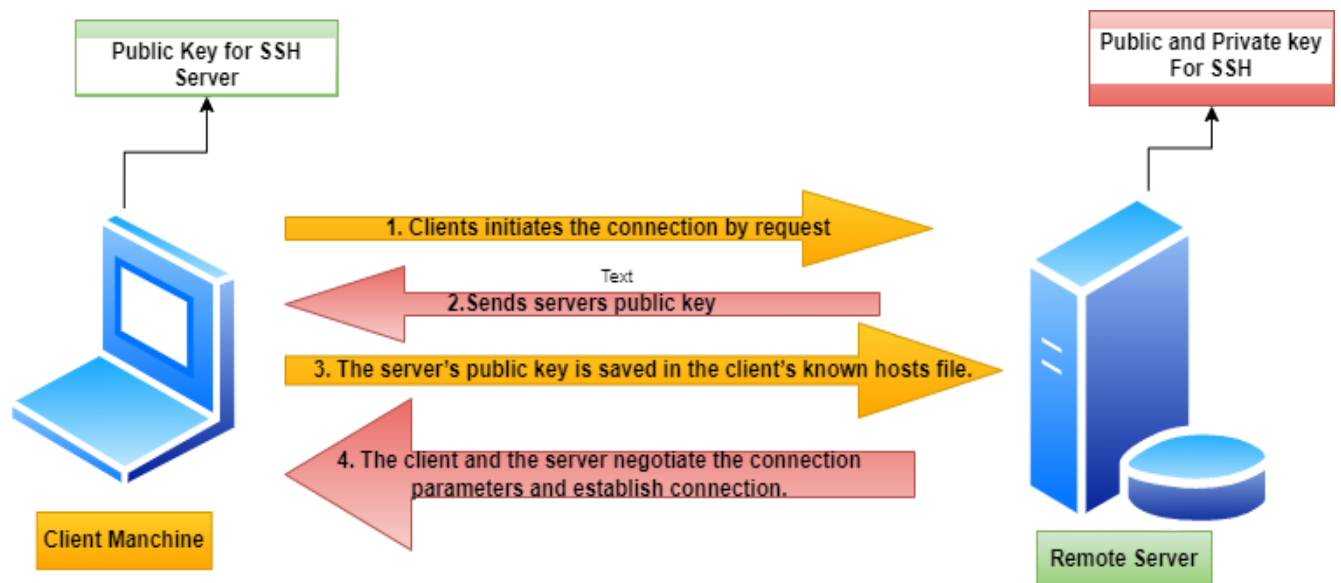 Public Key for SSH
Server
Public and Private key
For SSH
1. Clients initiates the connection by request
Text
2.Sends servers public key
3. The server's public key is saved in the client's known hosts file.
4. The client and the server negotiate the connection
parameters and establish connection.
Client Manchine
Remote Server